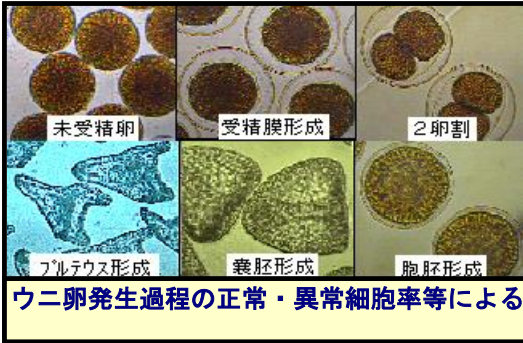 未受精卵
受精膜形成
2卵割
プルテウス形成
嚢胚形成
胞胚形成
ウニ卵発生過程の正常・異常細胞率等による